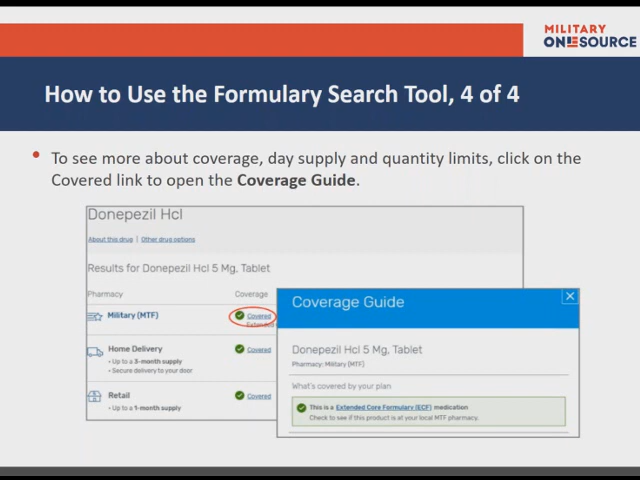 MILITARY
ONESOURCE
How to Use the Formulary Search Tool, 4 of 4
• To see more about coverage, day supply and quantity limits, click on the
Covered link to open the Coverage Guide.
Donepezil Hcl
About this drug | Other drug options
Results for Donepezil Hcl 5 Mg, Tablet
Pharmacy Coverage
Military (MTF) Covered
Extended
Home Delivery Covered
• Up to a 3-month supply
• Secure delivery to your door
Retail Covered
• Up to a 1-month supply
Coverage Guide
Donepezil Hcl 5 Mg, Tablet
Pharmacy: Military (MTF)
What's covered by your plan
This is a Extended Core Formulary (ECF) medication
Check to see if this product is at your local MTF pharmacy.